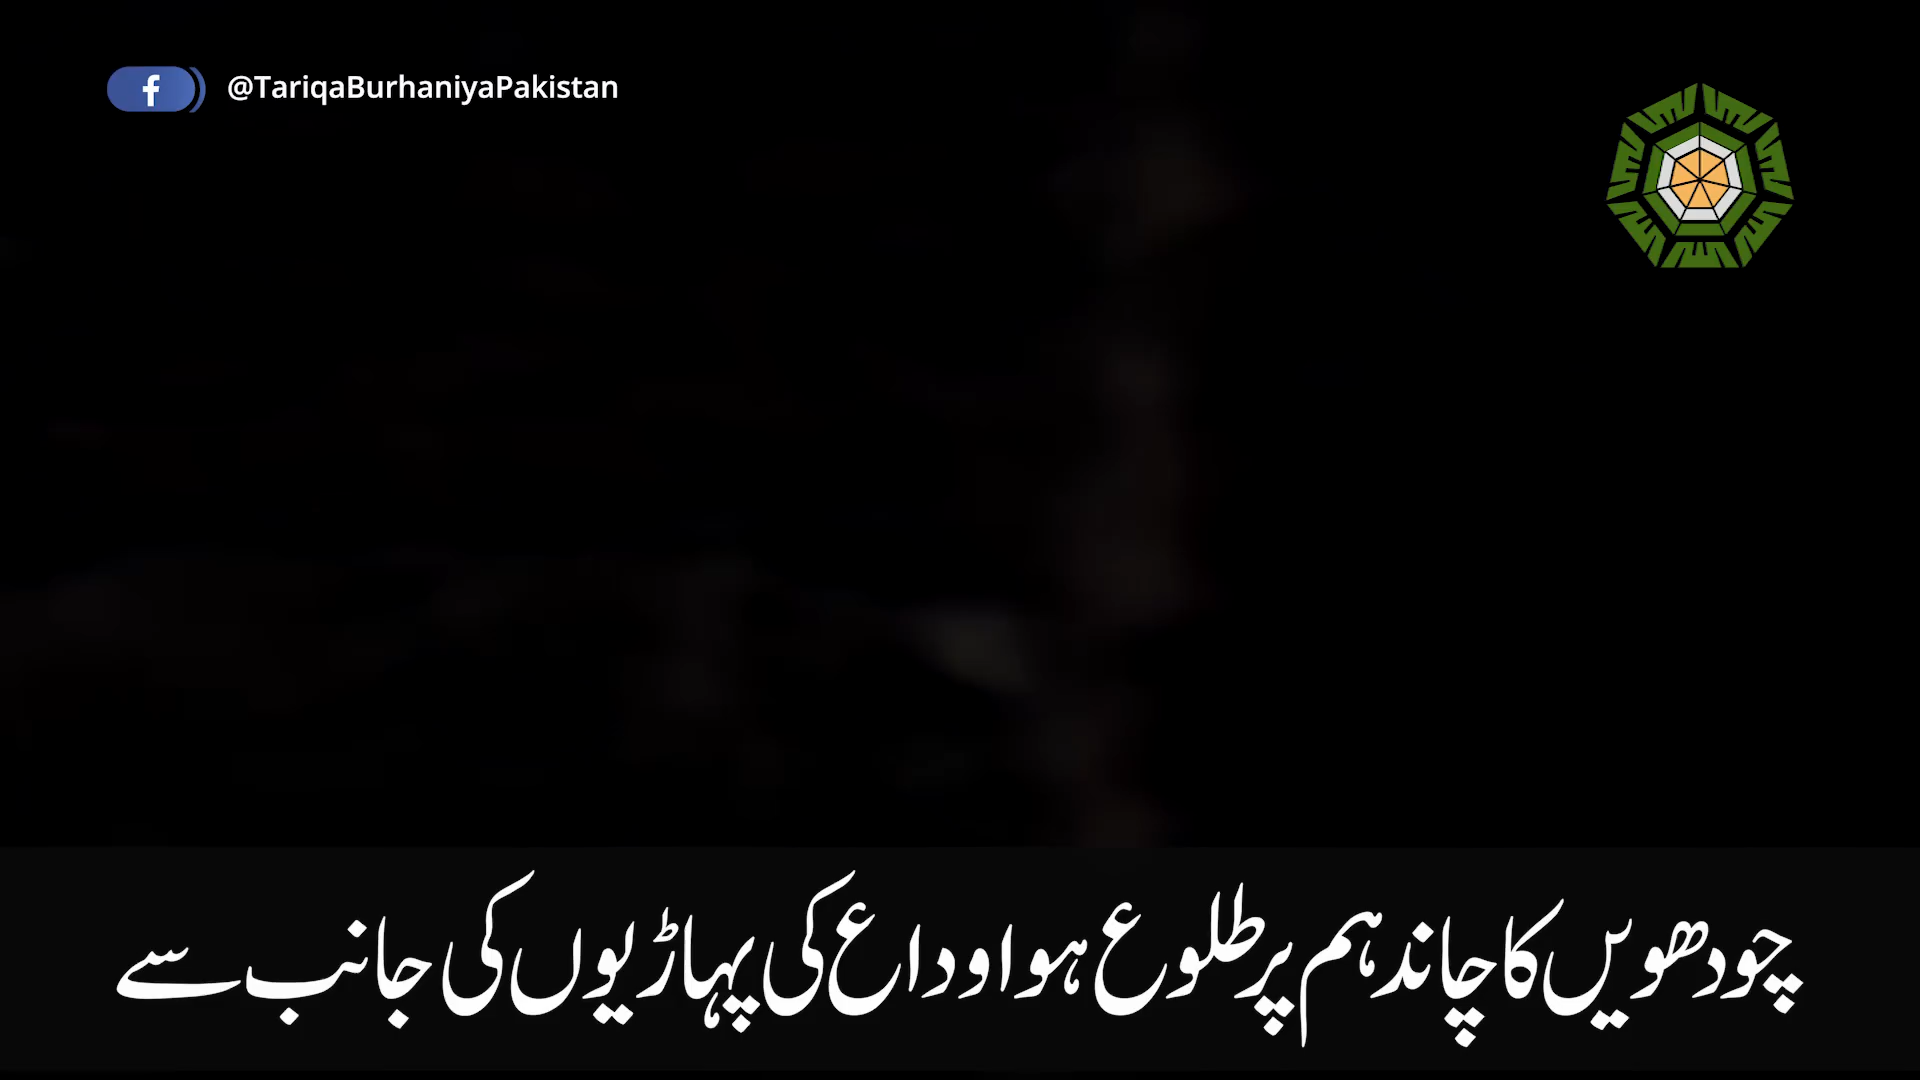 @TariqaBurhaniyaPakistan
چودھویں کا چاند ہم پر طلوع ہوا وداع کی پہاڑیوں کی جانب سے